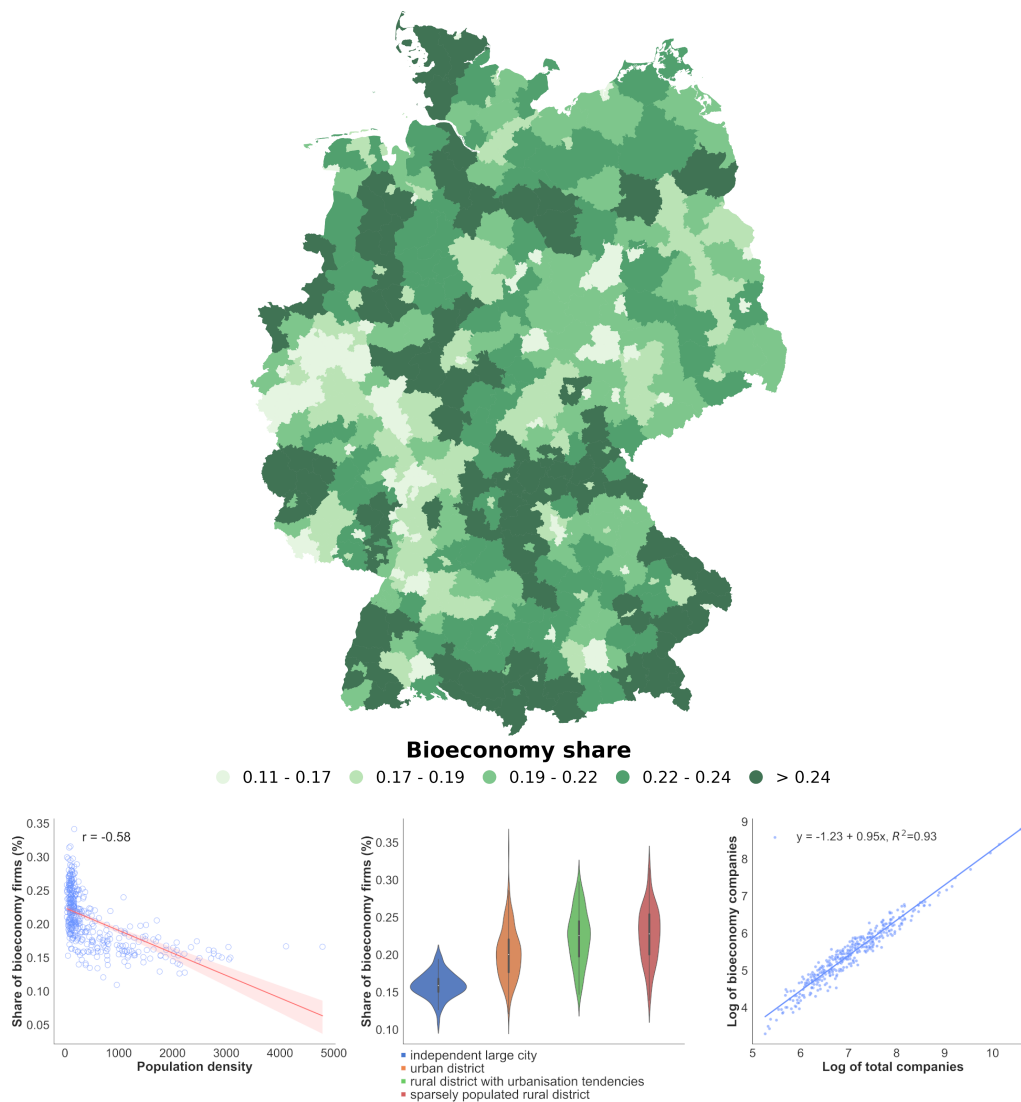 Bioeconomy share
0.11 - 0.17 0.17 - 0.19 0.19 - 0.22 0.22 - 0.24 > 0.24
Share of bioeconomy firms (%)
0.35
0.30
0.25
0.20
0.15
0.10
0.05
r = -0.58
0 1000 2000 3000 4000 5000
Population density
Share of bioeconomy firms (%)
0.35
0.30
0.25
0.20
0.15
0.10
independent large city
urban district
rural district with urbanisation tendencies
sparsely populated rural district
Log of bioeconomy companies
9
8
7
6
5
4
y = -1.23 + 0.95x, R²=0.93
5 6 7 8 9 10
Log of total companies